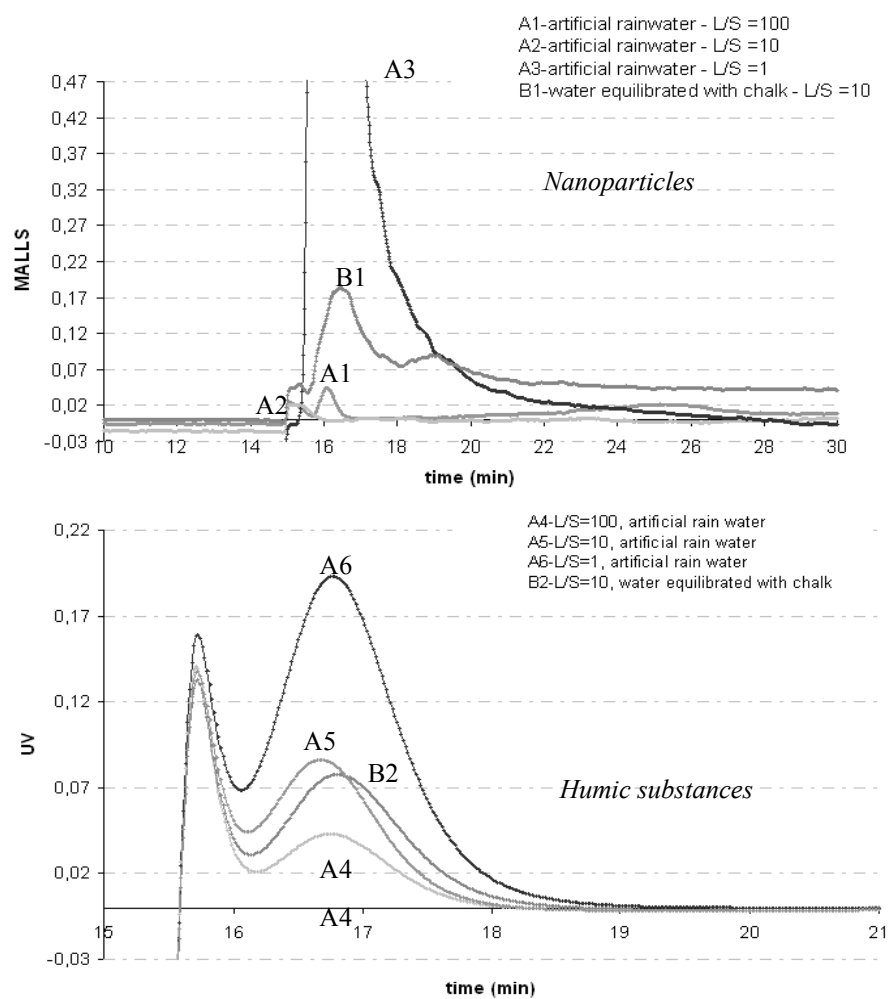 A1-artificial rainwater - L/S =100
A2-artificial rainwater - L/S =10
A3-artificial rainwater - L/S =1
B1-water equilibrated with chalk - L/S =10
A3
0,47
0,42
0,37
0,32
Nanoparticles
0,27
MALLS
0,22
B1
0,17
0,12
A1
0,07
A2
0,02
-0,03
10 12 14 16 18 20 22 24 26 28 30
time (min)
A4-L/S=100, artificial rain water
A5-L/S=10, artificial rain water
A6-L/S=1, artificial rain water
B2-L/S=10, water equilibrated with chalk
0,22
A6
0,17
0,12
UV
A5
B2
0,07
Humic substances
A4
0,02
A4
15 16 17 18 19 20 21
-0,03
time (min)